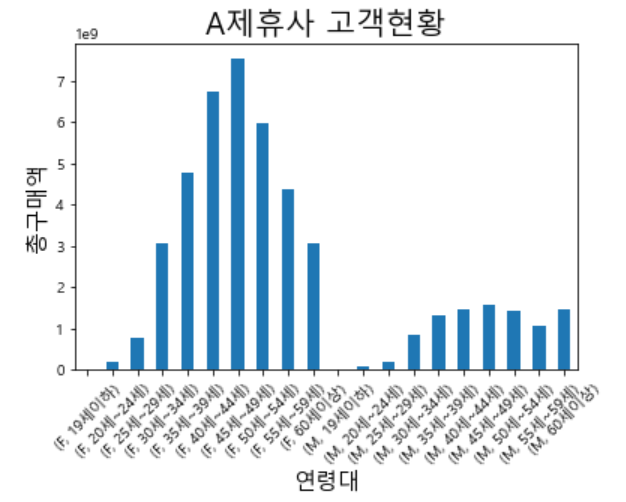 A제휴사 고객현황
1e9
총구매액
7
6
5
4
3
2
1
0
(F, 19세이하)
(F, 20세~24세)
(F, 25세~29세)
(F, 30세~34세)
(F, 35세~39세)
(F, 40세~44세)
(F, 45세~49세)
(F, 50세~54세)
(F, 55세~59세)
(F, 60세이상)
(M, 19세이하)
(M, 20세~24세)
(M, 25세~29세)
(M, 30세~34세)
(M, 35세~39세)
(M, 40세~44세)
(M, 45세~49세)
(M, 50세~54세)
(M, 55세~59세)
(M, 60세이상)
연령대